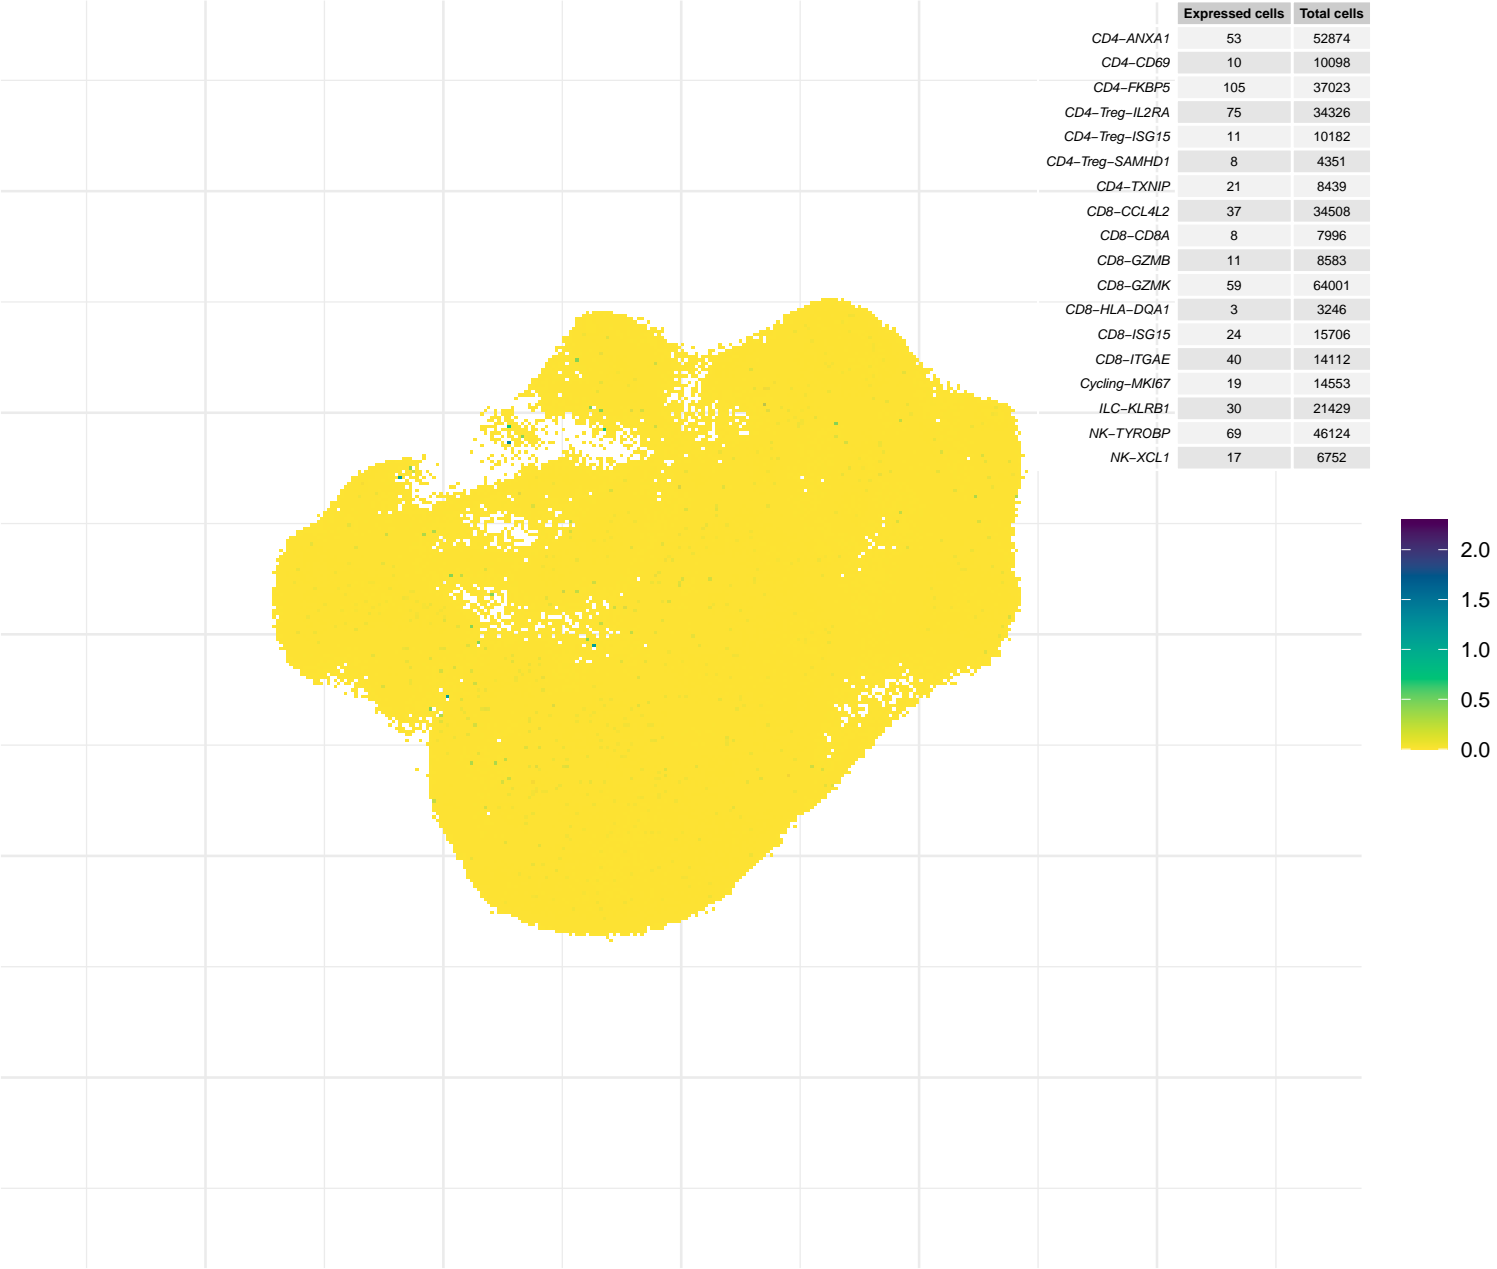 Expressed cells Total cells
CD4−ANXA1 53 52874
CD4−CD69 10 10098
CD4−FKBP5 105 37023
CD4−Treg−IL2RA 75 34326
CD4−Treg−ISG15 11 10182
CD4−Treg−SAMHD1 8 4351
CD4−TXNIP 21 8439
CD8−CCL4L2 37 34508
CD8−CD8A 8 7996
CD8−GZMB 11 8583
CD8−GZMK 59 64001
CD8−HLA−DQA1 3 3246
CD8−ISG15 24 15706
CD8−ITGAE 40 14112
Cycling−MKI67 19 14553
ILC−KLRB1 30 21429
NK−TYROBP 69 46124
NK−XCL1 17 6752
2.0
1.5
1.0
0.5
0.0